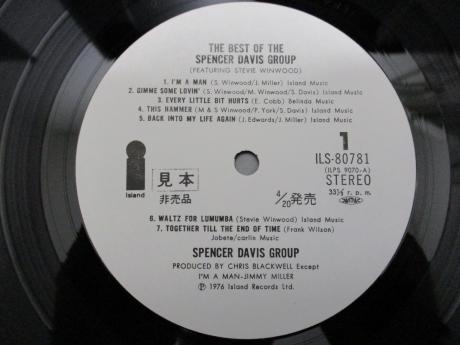 THE BEST OF THE
SPENCER DAVIS GROUP
(FEATURING STEVIE WINWOOD)
1. I'M A MAN (S.Winwood/J.Miller) Island Music
2. GIMME SOME LOVIN' (S.Winwood/M.Winwood/S.Davis) Island Music
3. EVERY LITTLE BIT HURTS (E. Cobb) Belinda Music
4. THIS HAMMER (M & S Winwood/P.York/S. Davis) Island Music
5. BACK INTO MY LIFE AGAIN (J.Edwards/J.Miller) Island Music
i
Island
見本
非売品
4/20発売
1
ILS-80781
(ILPS 9070-A)
STEREO
33⅓ r.p.m.
6. WALTZ FOR LUMUMBA (Stevie Winwood) Island Music
7. TOGETHER TILL THE END OF TIME (Frank Wilson)
Jobete/carlin Music
SPENCER DAVIS GROUP
PRODUCED BY CHRIS BLACKWELL Except
I'M A MAN-JIMMY MILLER
Ⓟ 1976 Island Records Ltd.